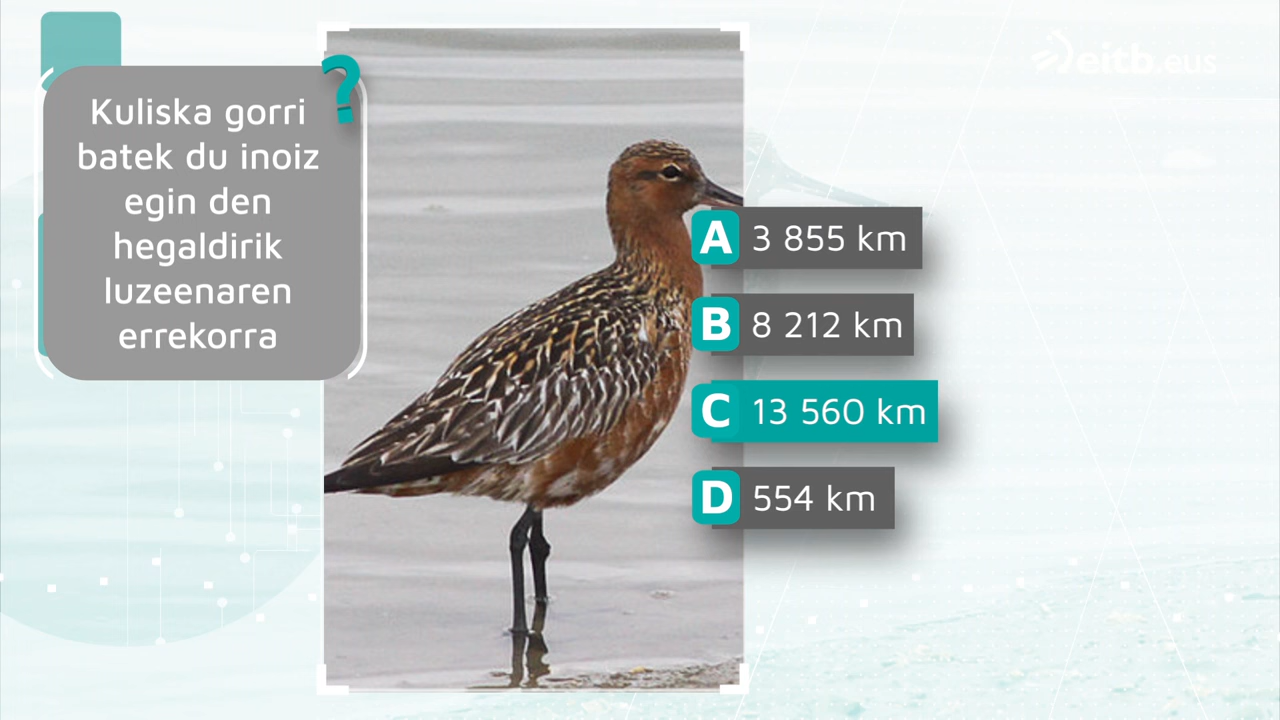 Kuliska gorri
batek du inoiz
egin den
hegaldirik
luzeenaren
errekorra
?
eitb.eus
A 3 855 km
B 8 212 km
C 13 560 km
D 554 km